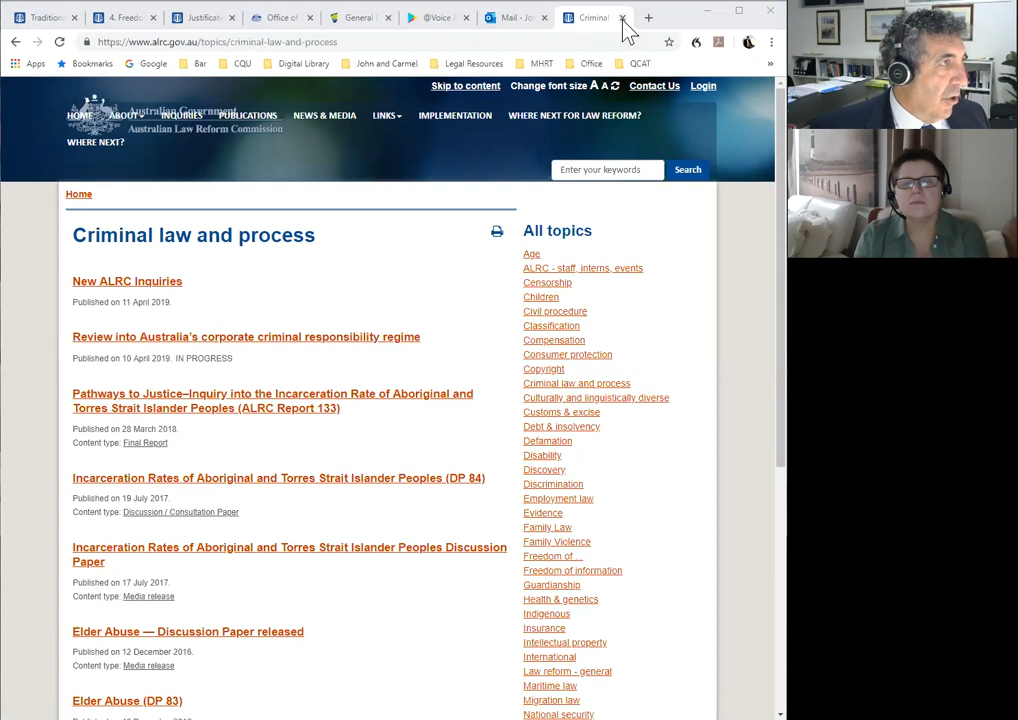 Traditiona
4. Freedo
Justificati
Office of
General
@Voice A
Mail - Jo
Criminal
https://www.alrc.gov.au/topics/criminal-law-and-process
Apps
Bookmarks
Google
Bar
CQU
Digital Library
John and Carmel
Legal Resources
MHRT
Office
QCAT
»
Skip to content
Change font size A A
Contact Us
Login
Australian Government
Australian Law Reform Commission
HOME
ABOUT
INQUIRIES
PUBLICATIONS
NEWS & MEDIA
LINKS
IMPLEMENTATION
WHERE NEXT FOR LAW REFORM?
WHERE NEXT?
Enter your keywords
Search
Home
Criminal law and process
New ALRC Inquiries
Published on 11 April 2019.
Review into Australia's corporate criminal responsibility regime
Published on 10 April 2019. IN PROGRESS
Pathways to Justice–Inquiry into the Incarceration Rate of Aboriginal and
Torres Strait Islander Peoples (ALRC Report 133)
Published on 28 March 2018.
Content type: Final Report
Incarceration Rates of Aboriginal and Torres Strait Islander Peoples (DP 84)
Published on 19 July 2017.
Content type: Discussion / Consultation Paper
Incarceration Rates of Aboriginal and Torres Strait Islander Peoples Discussion
Paper
Published on 17 July 2017.
Content type: Media release
Elder Abuse — Discussion Paper released
Published on 12 December 2016.
Content type: Media release
Elder Abuse (DP 83)
All topics
Age
ALRC - staff, interns, events
Censorship
Children
Civil procedure
Classification
Compensation
Consumer protection
Copyright
Criminal law and process
Culturally and linguistically diverse
Customs & excise
Debt & insolvency
Defamation
Disability
Discovery
Discrimination
Employment law
Evidence
Family Law
Family Violence
Freedom of ...
Freedom of information
Guardianship
Health & genetics
Indigenous
Insurance
Intellectual property
International
Law reform - general
Maritime law
Migration law
National security